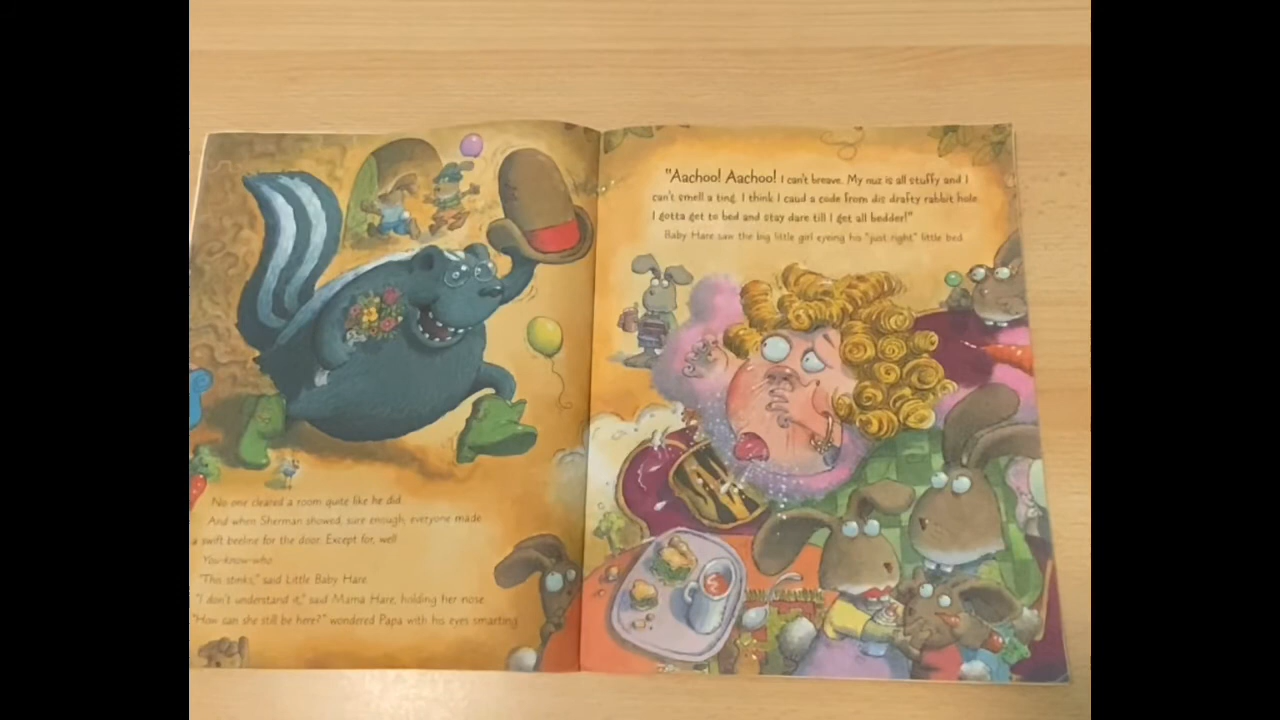 No one cleared a room quite like he did.
And when Sherman showed, sure enough, everyone made
a swift beeline for the door. Except for, well
You-know-who.
"This stinks," said Little Baby Hare.
"I don't understand it," said Mama Hare, holding her nose.
"How can she still be here?" wondered Papa with his eyes smarting.
"Aachoo! Aachoo! I can't breave. My nuz is all stuffy and I
can't smell a ting. I think I caud a code from dis drafty rabbit hole.
I gotta get to bed and stay dare till I get all bedder!"
Baby Hare saw the big little girl eyeing his "just right" little bed.